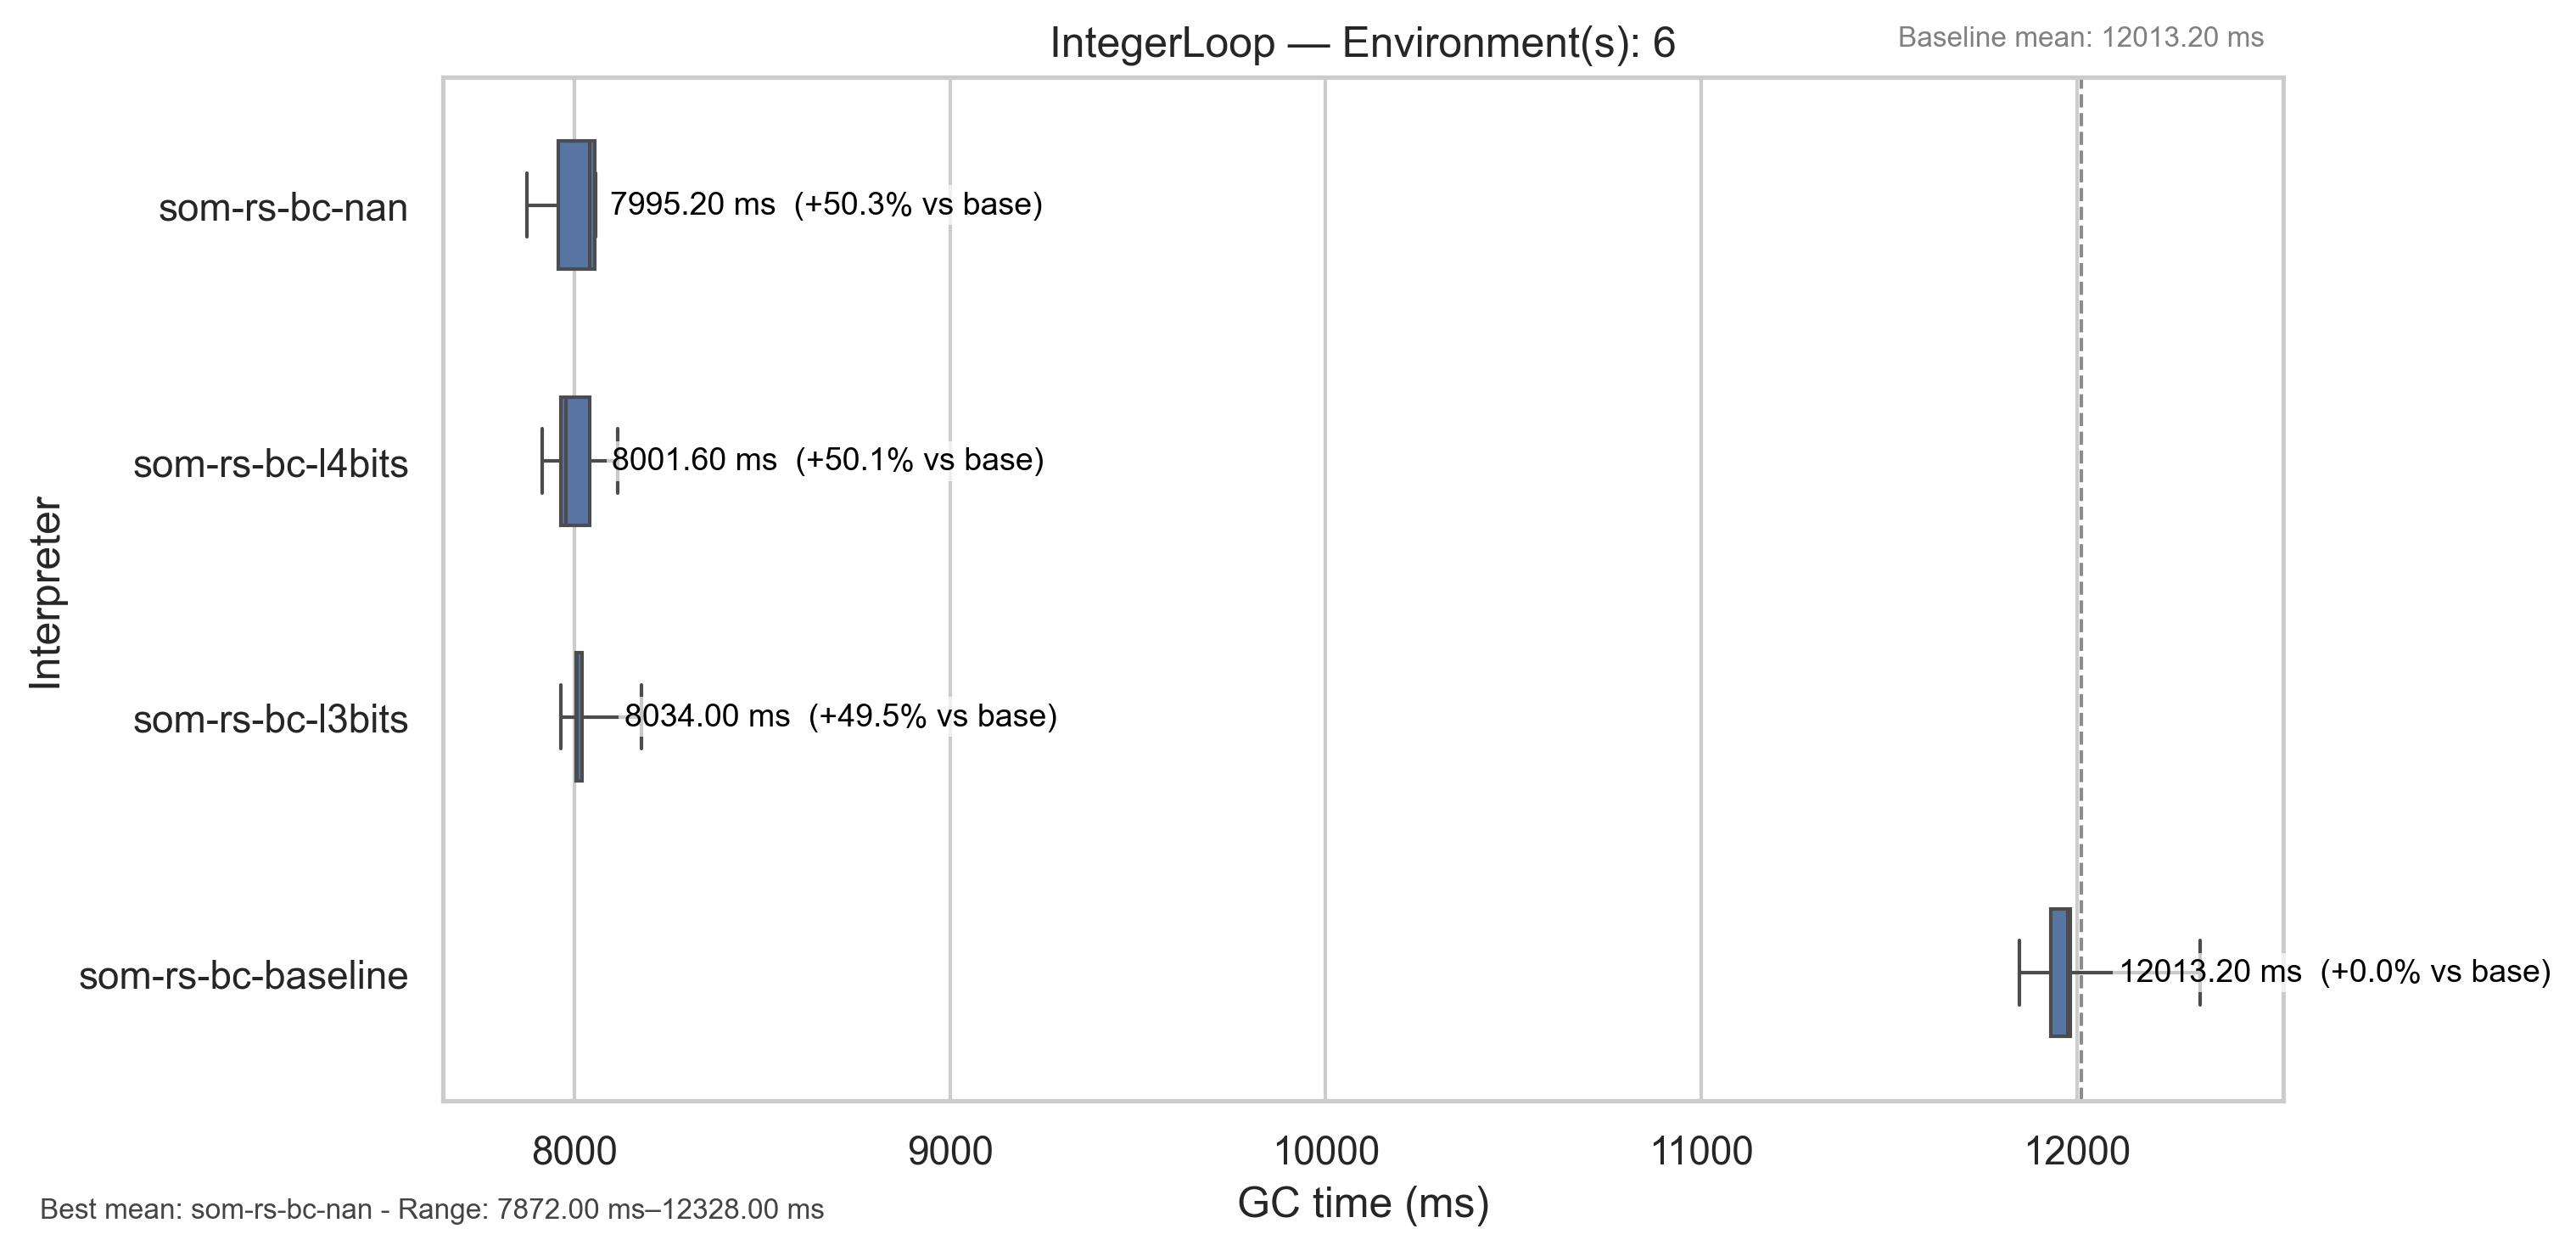 IntegerLoop — Environment(s): 6
Baseline mean: 12013.20 ms
som-rs-bc-nan
7995.20 ms (+50.3% vs base)
som-rs-bc-l4bits
8001.60 ms (+50.1% vs base)
Interpreter
som-rs-bc-l3bits
8034.00 ms (+49.5% vs base)
som-rs-bc-baseline
12013.20 ms (+0.0% vs base)
8000 9000 10000 11000 12000
GC time (ms)
Best mean: som-rs-bc-nan - Range: 7872.00 ms–12328.00 ms